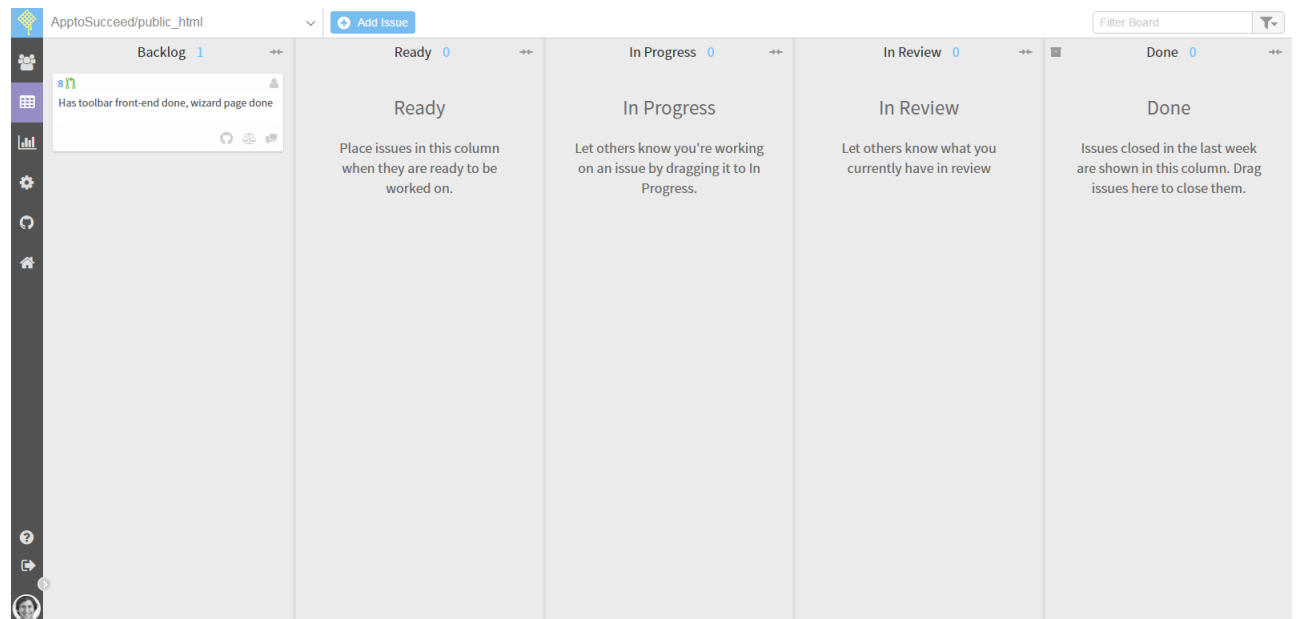 ApptoSucceed/public_html
Add Issue
Filter Board
Backlog 1
8
Has toolbar front-end done, wizard page done
Ready 0
Ready
Place issues in this column
when they are ready to be
worked on.
In Progress 0
In Progress
Let others know you're working
on an issue by dragging it to In
Progress.
In Review 0
In Review
Let others know what you
currently have in review
Done 0
Done
Issues closed in the last week
are shown in this column. Drag
issues here to close them.